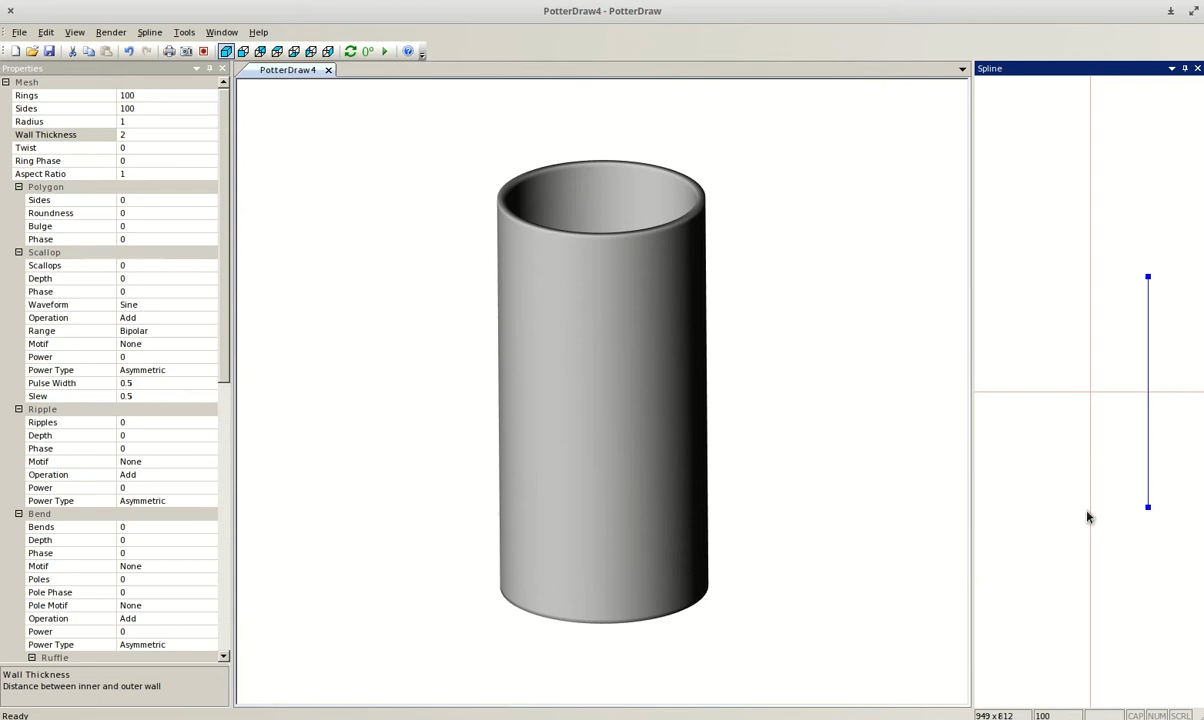 PotterDraw4 - PotterDraw
File Edit View Render Spline Tools Window Help
0°
Properties
PotterDraw4
Spline
Mesh
Rings 100
Sides 100
Radius 1
Wall Thickness 2
Twist 0
Ring Phase 0
Aspect Ratio 1
Polygon
Sides 0
Roundness 0
Bulge 0
Phase 0
Scallop
Scallops 0
Depth 0
Phase 0
Waveform Sine
Operation Add
Range Bipolar
Motif None
Power 0
Power Type Asymmetric
Pulse Width 0.5
Slew 0.5
Ripple
Ripples 0
Depth 0
Phase 0
Motif None
Operation Add
Power 0
Power Type Asymmetric
Bend
Bends 0
Depth 0
Phase 0
Motif None
Poles 0
Pole Phase 0
Pole Motif None
Operation Add
Power 0
Power Type Asymmetric
Ruffle
Wall Thickness
Distance between inner and outer wall
Ready
949 x 812 100 CAP NUM SCRL